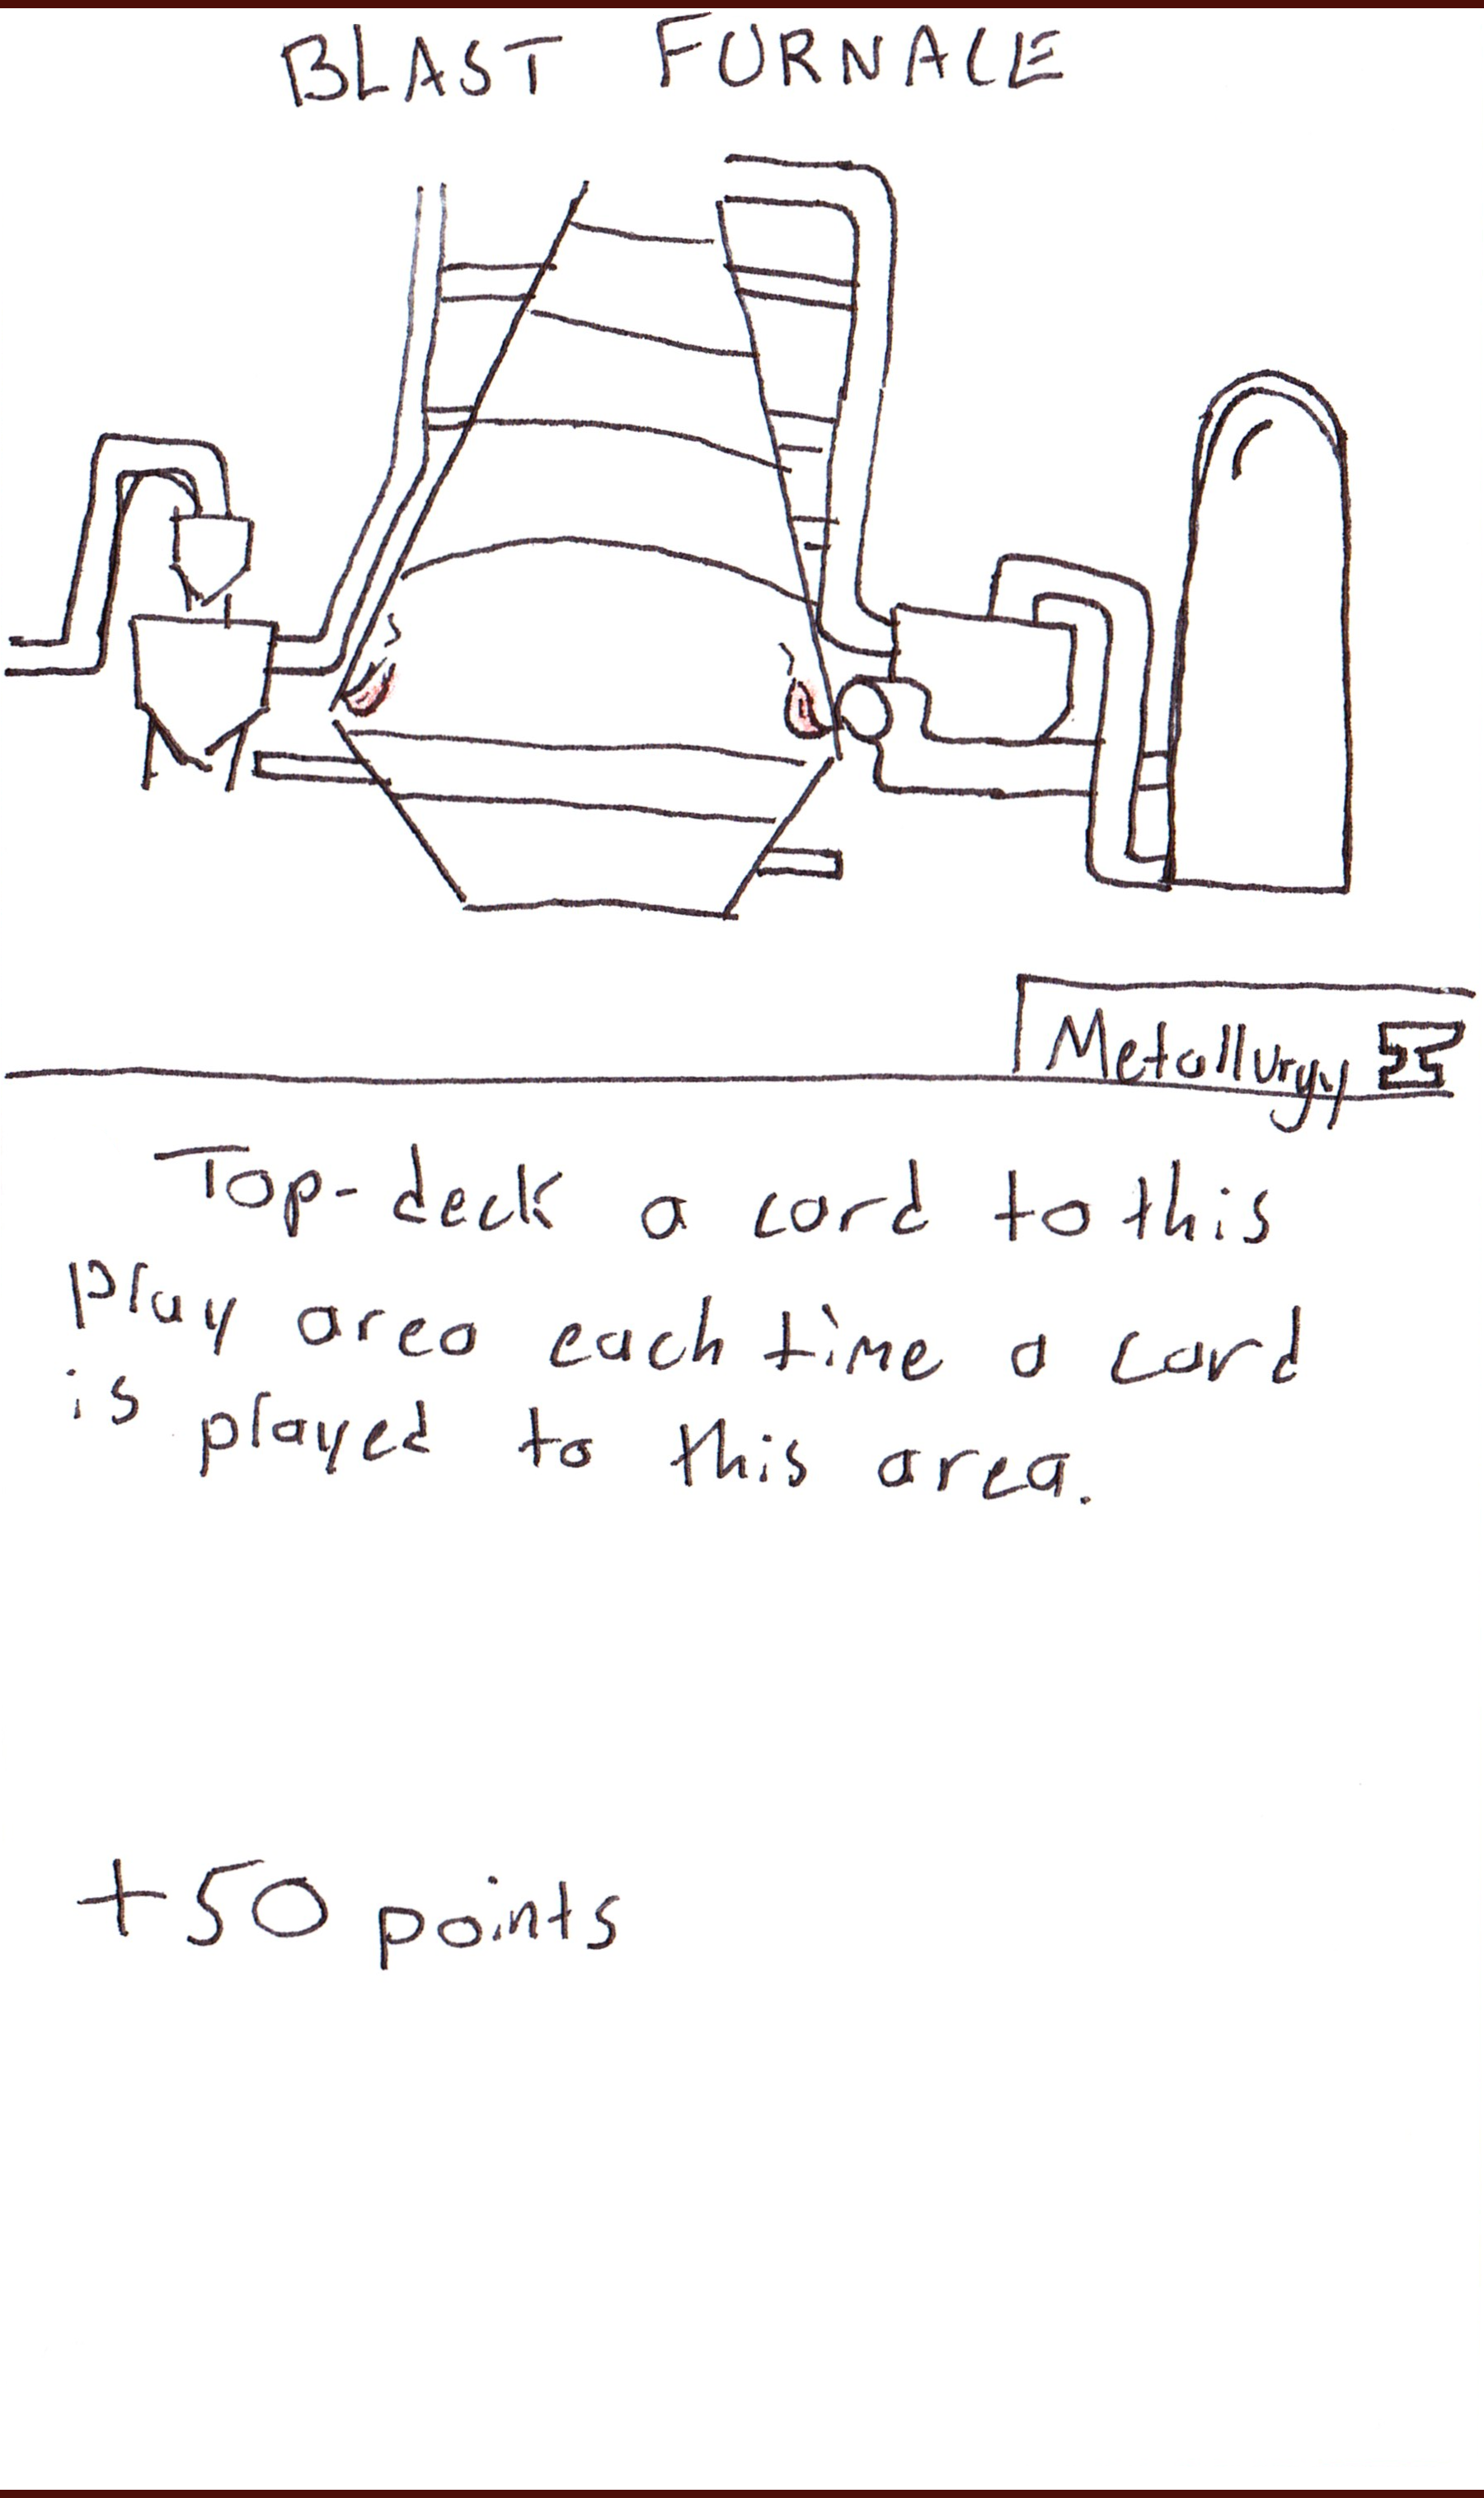 BLAST FURNACE
Metallurgy
Top-deck a card to this
play area each time a card
is played to this area.
+50 points